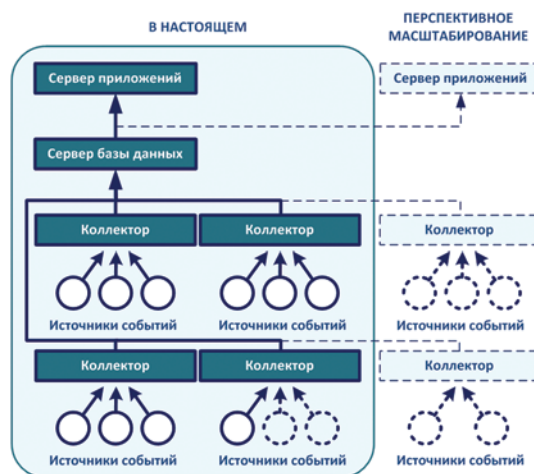 В НАСТОЯЩЕМ
ПЕРСПЕКТИВНОЕ
МАСШТАБИРОВАНИЕ
Сервер приложений
Сервер приложений
Сервер базы данных
Коллектор
Коллектор
Коллектор
Источники событий
Источники событий
Источники событий
Коллектор
Коллектор
Коллектор
Источники событий
Источники событий
Источники событий